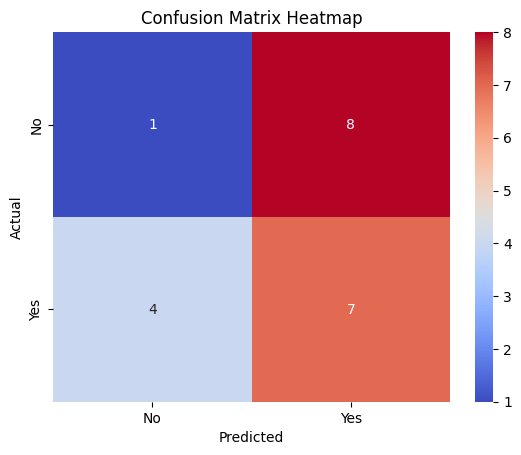 Confusion Matrix Heatmap
8
No
1
8
7
6
5
Actual
4
Yes
4
7
3
2
1
No
Yes
Predicted